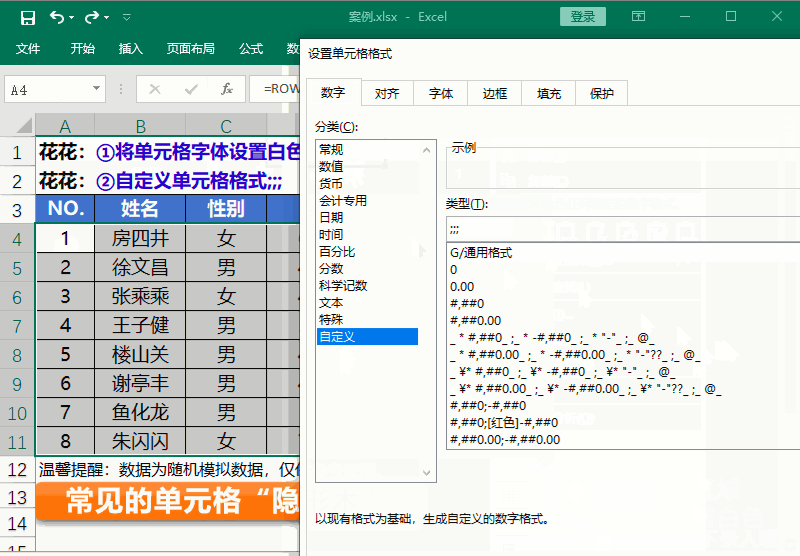 案例.xlsx - Excel
登录
文件 开始 插入 页面布局 公式 数
A4
fx
=ROW
A B C
1 花花：①将单元格字体设置白色
2 花花：②自定义单元格格式;;;
3 NO. 姓名 性别
4 1 房四井 女
5 2 徐文昌 男
6 3 张乘乘 女
7 4 王子健 男
8 5 楼山关 男
9 6 谢亭丰 男
10 7 鱼化龙 男
11 8 朱闪闪 女
12 温馨提醒：数据为随机模拟数据，仅供
13 常见的单元格“隐
14
15
设置单元格格式
数字 对齐 字体 边框 填充 保护
分类(C):
常规
数值
货币
会计专用
日期
时间
百分比
分数
科学记数
文本
特殊
自定义
示例
类型(T):
;;;
G/通用格式
0
0.00
#,##0
#,##0.00
_ * #,##0_ ;_ * -#,##0_ ;_ * "-"_ ;_ @_
_ * #,##0.00_ ;_ * -#,##0.00_ ;_ * "-"??_ ;_ @_
_ ¥* #,##0_ ;_ ¥* -#,##0_ ;_ ¥* "-"_ ;_ @_
_ ¥* #,##0.00_ ;_ ¥* -#,##0.00_ ;_ ¥* "-"??_ ;_ @_
#,##0;-#,##0
#,##0;[红色]-#,##0
#,##0.00;-#,##0.00
以现有格式为基础，生成自定义的数字格式。